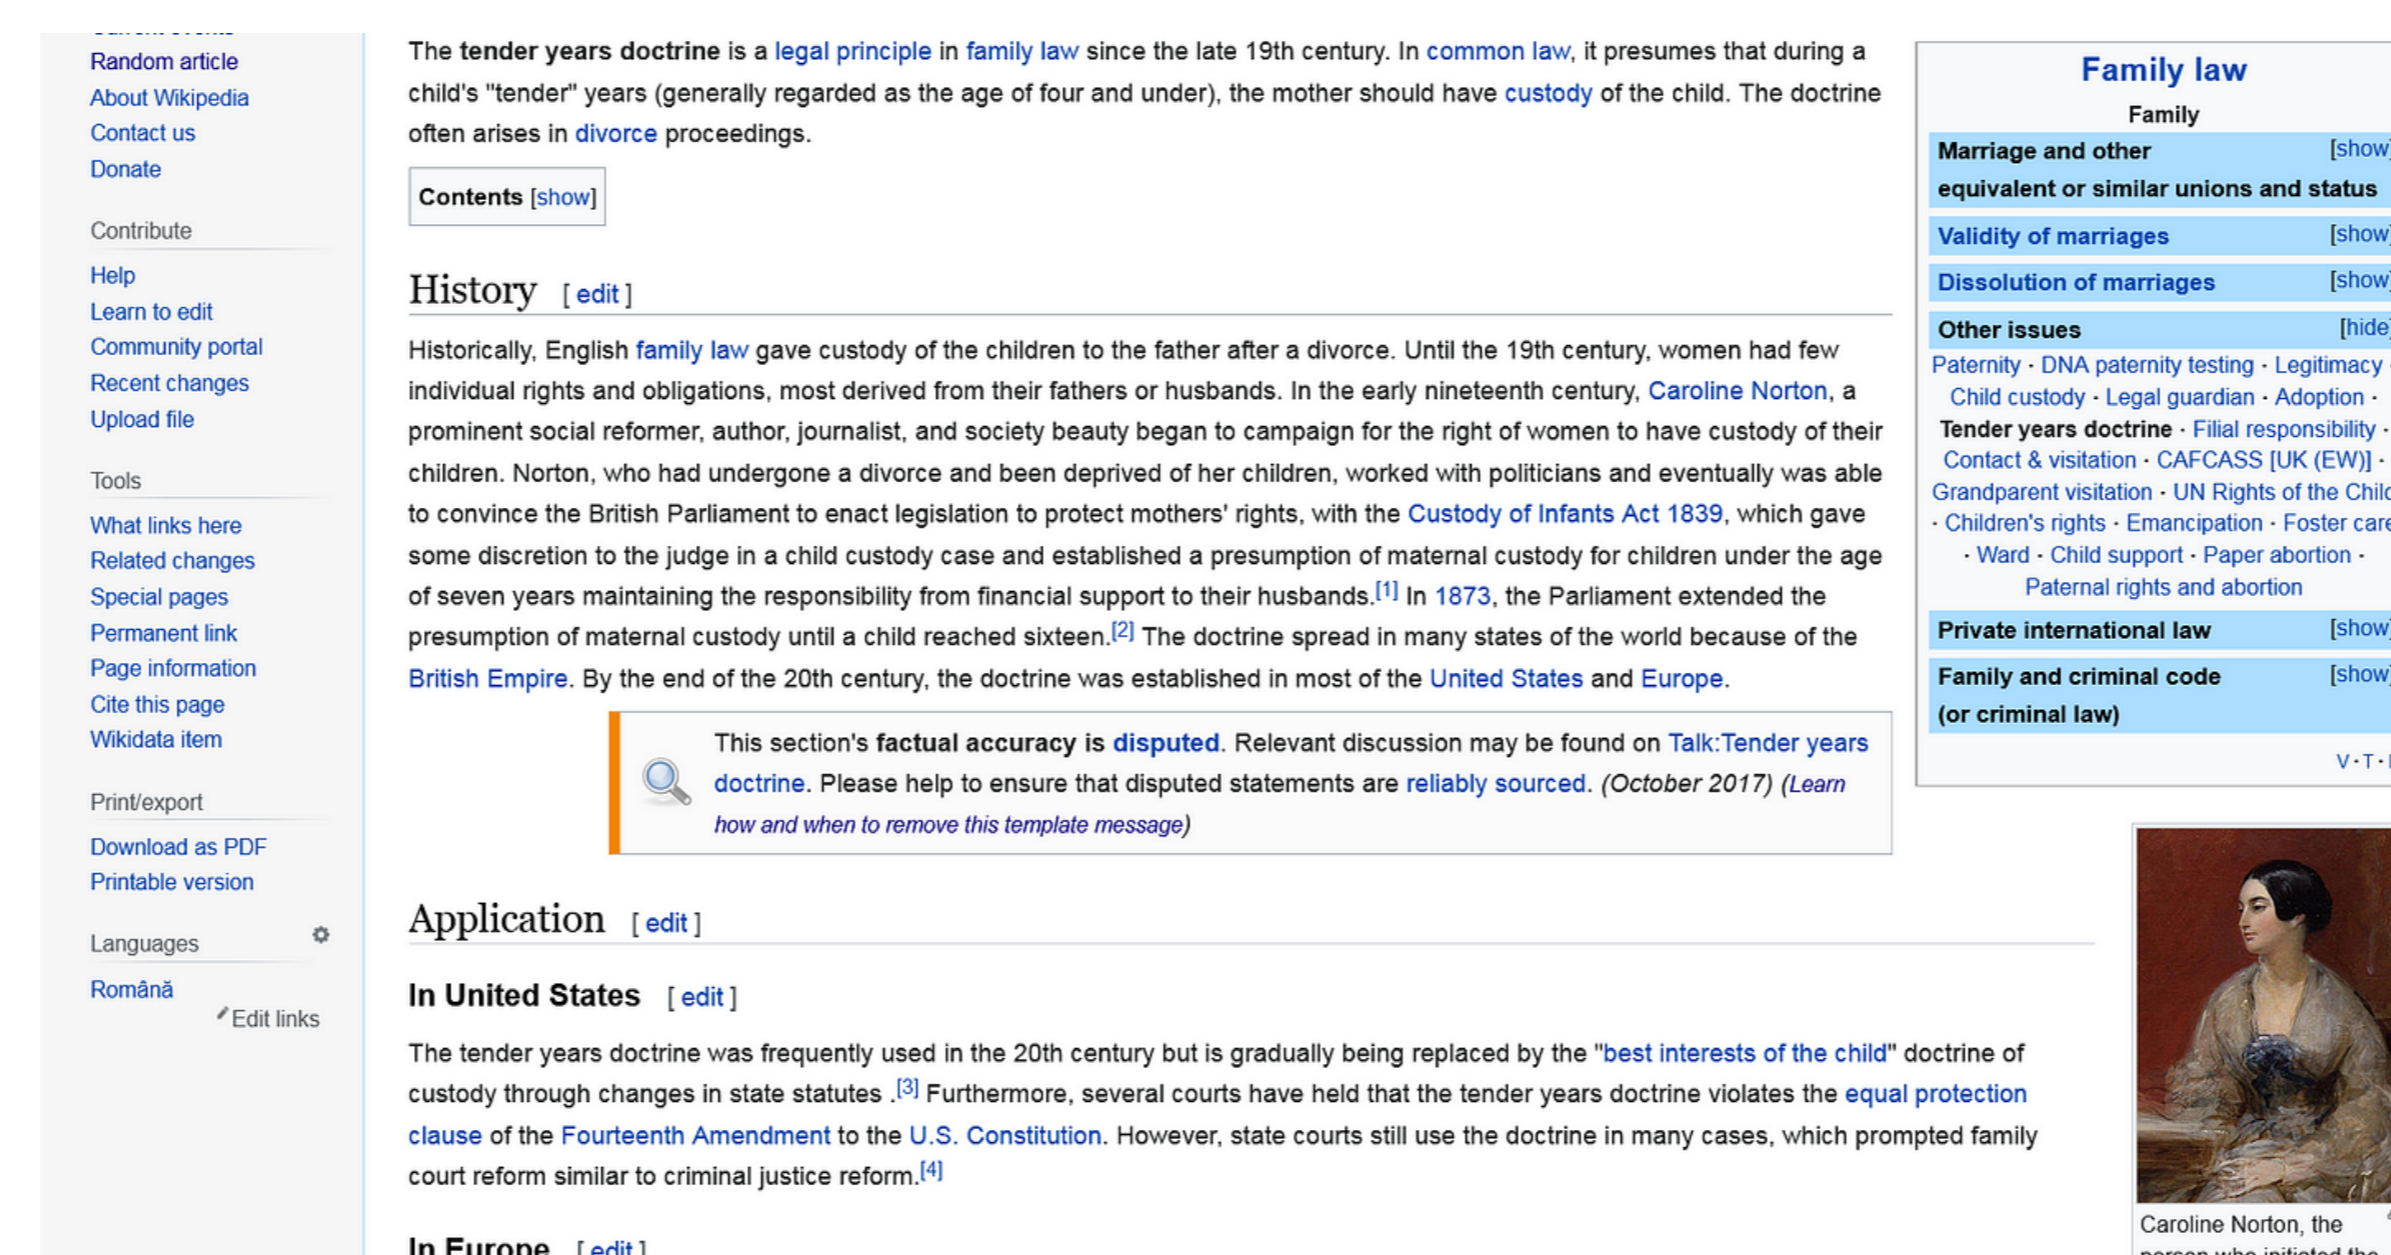 Random article
About Wikipedia
Contact us
Donate
Contribute
Help
Learn to edit
Community portal
Recent changes
Upload file
Tools
What links here
Related changes
Special pages
Permanent link
Page information
Cite this page
Wikidata item
Print/export
Download as PDF
Printable version
Languages
Română
Edit links
The tender years doctrine is a legal principle in family law since the late 19th century. In common law, it presumes that during a
child's "tender" years (generally regarded as the age of four and under), the mother should have custody of the child. The doctrine
often arises in divorce proceedings.
Contents [show]
History [ edit ]
Historically, English family law gave custody of the children to the father after a divorce. Until the 19th century, women had few
individual rights and obligations, most derived from their fathers or husbands. In the early nineteenth century, Caroline Norton, a
prominent social reformer, author, journalist, and society beauty began to campaign for the right of women to have custody of their
children. Norton, who had undergone a divorce and been deprived of her children, worked with politicians and eventually was able
to convince the British Parliament to enact legislation to protect mothers' rights, with the Custody of Infants Act 1839, which gave
some discretion to the judge in a child custody case and established a presumption of maternal custody for children under the age
of seven years maintaining the responsibility from financial support to their husbands.[1] In 1873, the Parliament extended the
presumption of maternal custody until a child reached sixteen.[2] The doctrine spread in many states of the world because of the
British Empire. By the end of the 20th century, the doctrine was established in most of the United States and Europe.
This section's factual accuracy is disputed. Relevant discussion may be found on Talk:Tender years
doctrine. Please help to ensure that disputed statements are reliably sourced. (October 2017) (Learn
how and when to remove this template message)
Application [ edit ]
In United States [ edit ]
The tender years doctrine was frequently used in the 20th century but is gradually being replaced by the "best interests of the child" doctrine of
custody through changes in state statutes .[3] Furthermore, several courts have held that the tender years doctrine violates the equal protection
clause of the Fourteenth Amendment to the U.S. Constitution. However, state courts still use the doctrine in many cases, which prompted family
court reform similar to criminal justice reform.[4]
In Europe [ edit ]
Family law
Family
Marriage and other [show]
equivalent or similar unions and status
Validity of marriages [show]
Dissolution of marriages [show]
Other issues [hide]
Paternity · DNA paternity testing · Legitimacy ·
Child custody · Legal guardian · Adoption ·
Tender years doctrine · Filial responsibility ·
Contact & visitation · CAFCASS [UK (EW)] ·
Grandparent visitation · UN Rights of the Child
· Children's rights · Emancipation · Foster care
· Ward · Child support · Paper abortion ·
Paternal rights and abortion
Private international law [show]
Family and criminal code [show]
(or criminal law)
V · T ·
Caroline Norton, the
person who initiated the